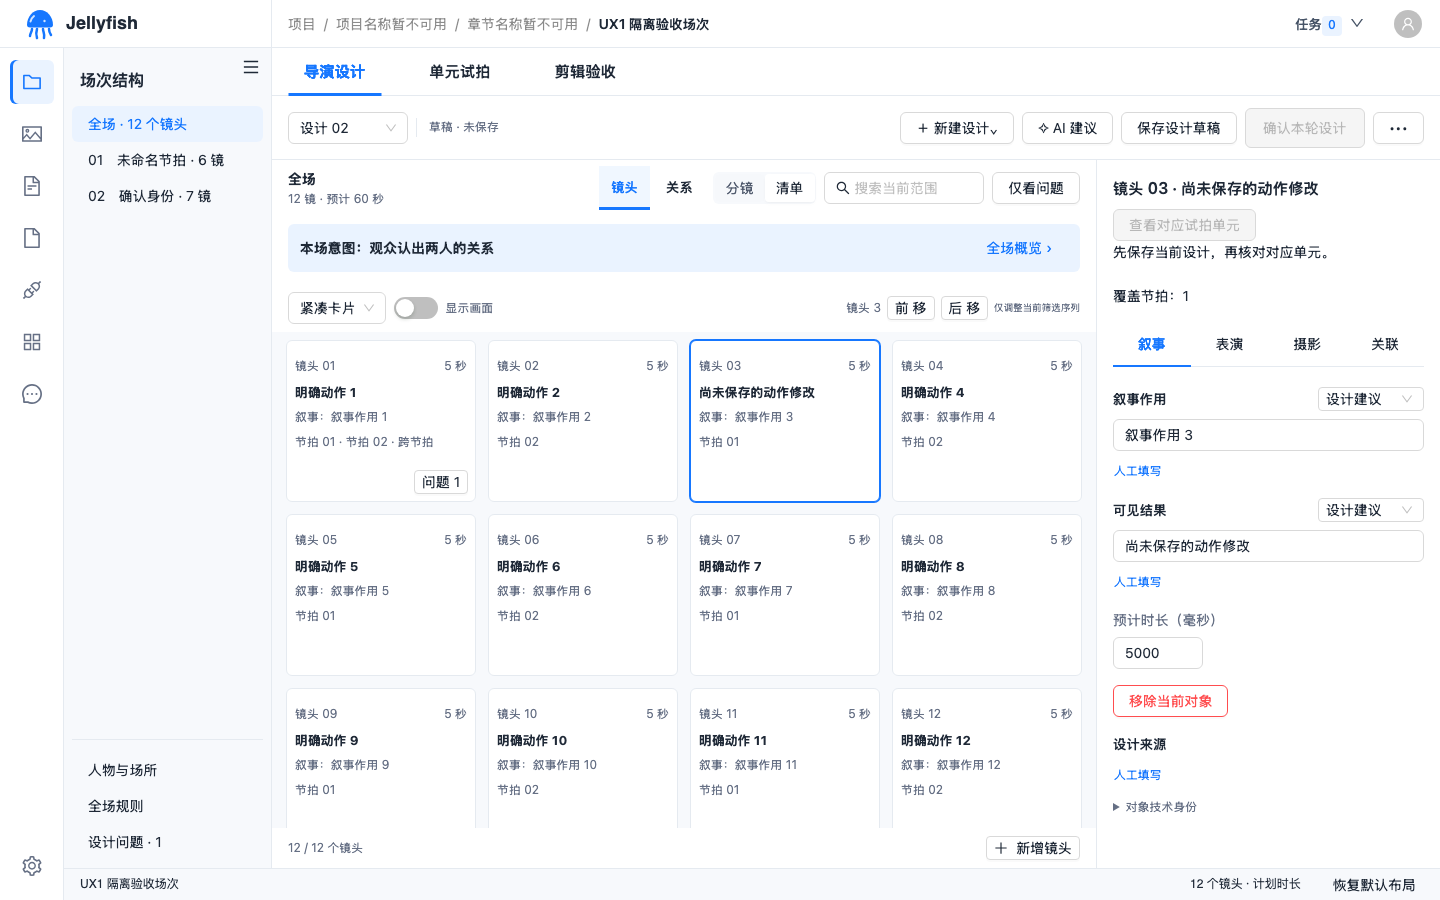 Jellyfish
项目 / 项目名称暂不可用 / 章节名称暂不可用 / UX1 隔离验收场次
任务 0
场次结构
全场 · 12 个镜头
01 未命名节拍 · 6 镜
02 确认身份 · 7 镜
人物与场所
全场规则
设计问题 · 1
导演设计 单元试拍 剪辑验收
设计 02 草稿 · 未保存
+ 新建设计 AI 建议 保存设计草稿 确认本轮设计 ···
全场
12 镜 · 预计 60 秒
镜头 关系 分镜 清单 搜索当前范围 仅看问题
本场意图：观众认出两人的关系 全场概览 ›
紧凑卡片 显示画面 镜头 3 前 移 后 移 仅调整当前筛选序列
镜头 01 5 秒
明确动作 1
叙事：叙事作用 1
节拍 01 · 节拍 02 · 跨节拍
问题 1
镜头 02 5 秒
明确动作 2
叙事：叙事作用 2
节拍 02
镜头 03 5 秒
尚未保存的动作修改
叙事：叙事作用 3
节拍 01
镜头 04 5 秒
明确动作 4
叙事：叙事作用 4
节拍 02
镜头 05 5 秒
明确动作 5
叙事：叙事作用 5
节拍 01
镜头 06 5 秒
明确动作 6
叙事：叙事作用 6
节拍 02
镜头 07 5 秒
明确动作 7
叙事：叙事作用 7
节拍 01
镜头 08 5 秒
明确动作 8
叙事：叙事作用 8
节拍 02
镜头 09 5 秒
明确动作 9
叙事：叙事作用 9
节拍 01
镜头 10 5 秒
明确动作 10
叙事：叙事作用 10
节拍 02
镜头 11 5 秒
明确动作 11
叙事：叙事作用 11
节拍 01
镜头 12 5 秒
明确动作 12
叙事：叙事作用 12
节拍 02
12 / 12 个镜头 + 新增镜头
镜头 03 · 尚未保存的动作修改
查看对应试拍单元
先保存当前设计，再核对对应单元。
覆盖节拍：1
叙事 表演 摄影 关联
叙事作用 设计建议
叙事作用 3
人工填写
可见结果 设计建议
尚未保存的动作修改
人工填写
预计时长（毫秒）
5000
移除当前对象
设计来源
人工填写
对象技术身份
UX1 隔离验收场次 12 个镜头 · 计划时长 恢复默认布局